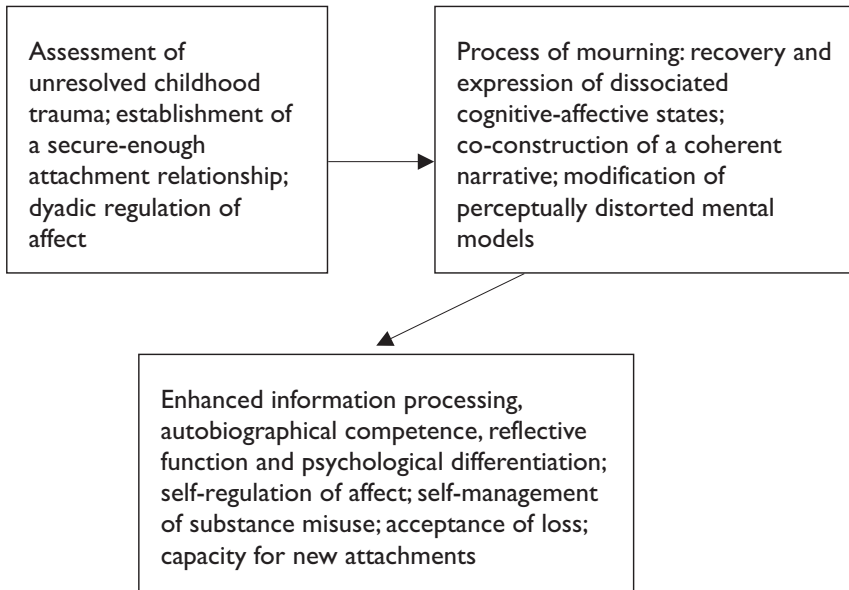 Assessment of
unresolved childhood
trauma; establishment of
a secure-enough
attachment relationship;
dyadic regulation of
affect
Process of mourning: recovery and
expression of dissociated
cognitive-affective states;
co-construction of a coherent
narrative; modification of
perceptually distorted mental
models
Enhanced information processing,
autobiographical competence, reflective
function and psychological differentiation;
self-regulation of affect; self-management
of substance misuse; acceptance of loss;
capacity for new attachments